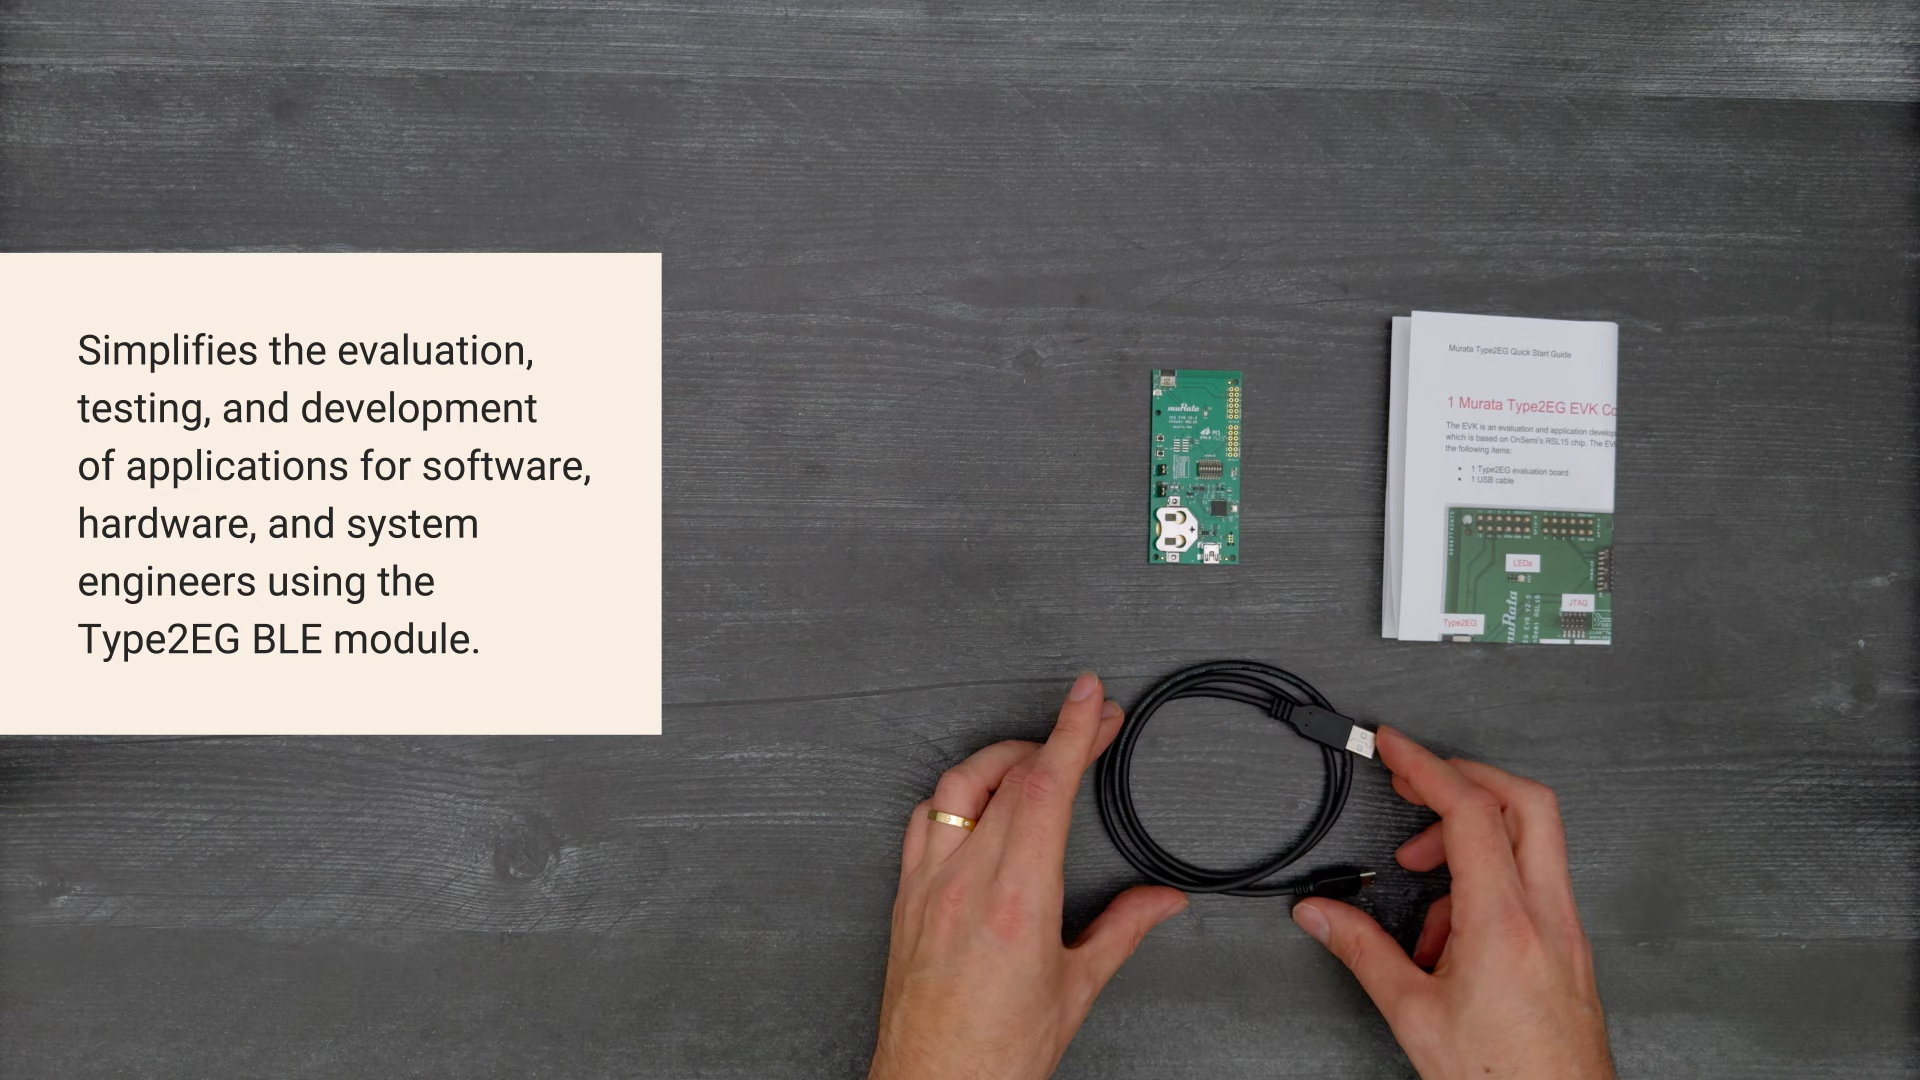 Simplifies the evaluation,
testing, and development
of applications for software,
hardware, and system
engineers using the
Type2EG BLE module.
muRata
Murata Type2EG Quick Start Guide
1 Murata Type2EG EVK Co
The EVK is an evaluation and application develop
which is based on OnSemi's RSL15 chip. The EV
the following items:
• 1 Type2EG evaluation board
• 1 USB cable
LEDs
JTAG
Type2EG
muRata